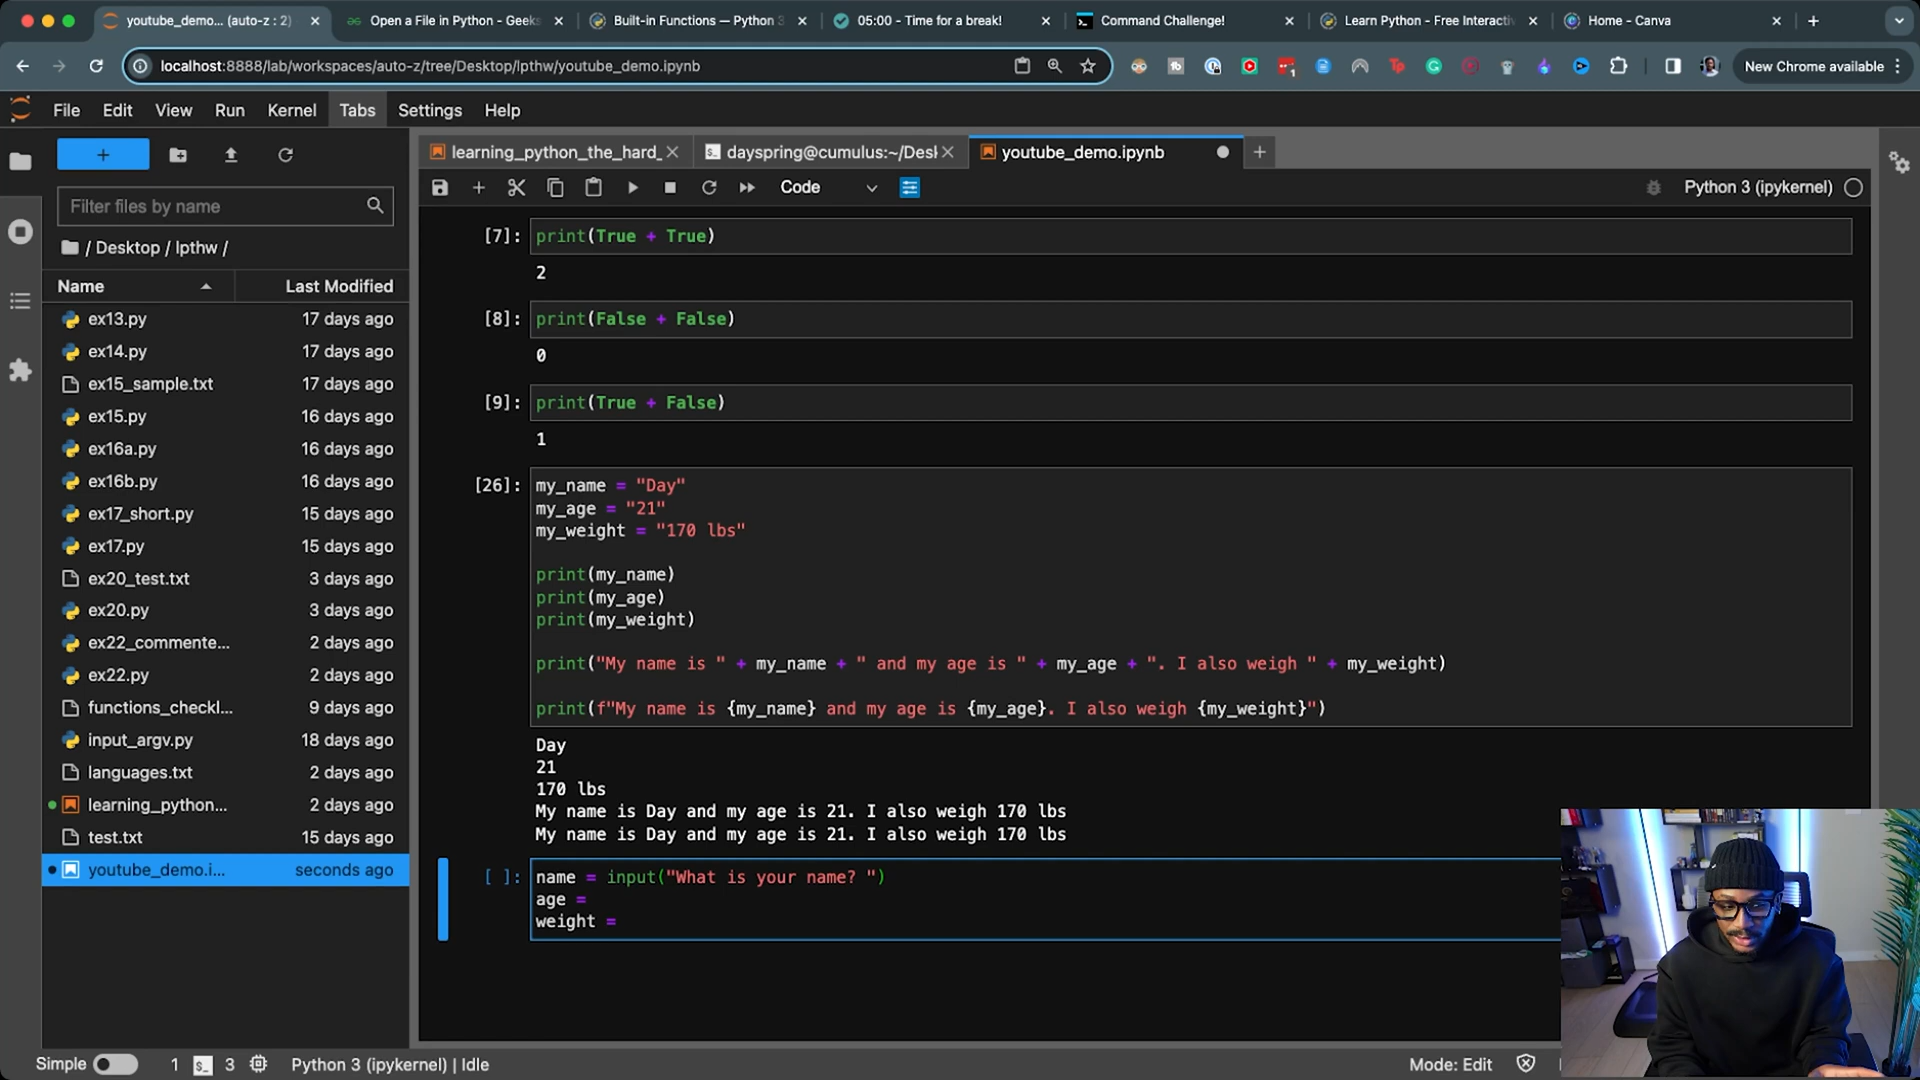 youtube_demo... (auto-z : 2)
Open a File in Python - Geeks
Built-in Functions — Python 3
05:00 - Time for a break!
Command Challenge!
Learn Python - Free Interacti
Home - Canva
localhost:8888/lab/workspaces/auto-z/tree/Desktop/lpthw/youtube_demo.ipynb
New Chrome available
File Edit View Run Kernel Tabs Settings Help
learning_python_the_hard_
dayspring@cumulus:~/Desl
youtube_demo.ipynb
Code
Python 3 (ipykernel)
Filter files by name
/ Desktop / lpthw /
Name Last Modified
ex13.py 17 days ago
ex14.py 17 days ago
ex15_sample.txt 17 days ago
ex15.py 16 days ago
ex16a.py 16 days ago
ex16b.py 16 days ago
ex17_short.py 15 days ago
ex17.py 15 days ago
ex20_test.txt 3 days ago
ex20.py 3 days ago
ex22_commente... 2 days ago
ex22.py 2 days ago
functions_checkl... 9 days ago
input_argv.py 18 days ago
languages.txt 2 days ago
learning_python... 2 days ago
test.txt 15 days ago
youtube_demo.i... seconds ago
[7]: print(True + True)
2
[8]: print(False + False)
0
[9]: print(True + False)
1
[26]: my_name = "Day"
my_age = "21"
my_weight = "170 lbs"
print(my_name)
print(my_age)
print(my_weight)
print("My name is " + my_name + " and my age is " + my_age + ". I also weigh " + my_weight)
print(f"My name is {my_name} and my age is {my_age}. I also weigh {my_weight}")
Day
21
170 lbs
My name is Day and my age is 21. I also weigh 170 lbs
My name is Day and my age is 21. I also weigh 170 lbs
[ ]: name = input("What is your name? ")
age =
weight =
Simple 1 3 Python 3 (ipykernel) | Idle
Mode: Edit